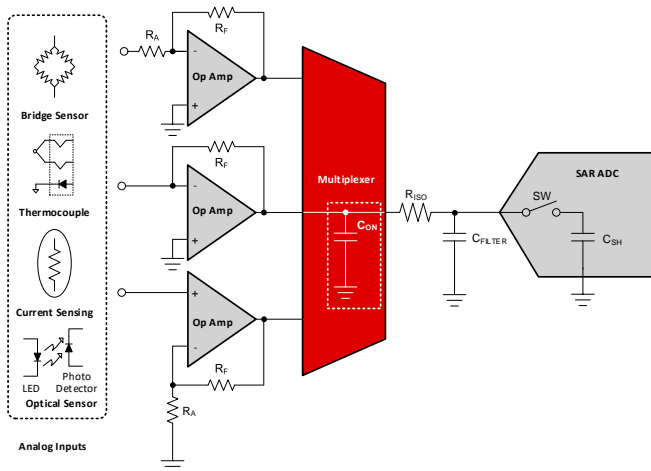 Bridge Sensor
Thermocouple
Current Sensing
LED
Photo
Detector
Optical Sensor
Analog Inputs
RA
RF
-
Op Amp
+
RF
-
Op Amp
+
+
Op Amp
-
RF
RA
Multiplexer
CON
RISO
CFILTER
SAR ADC
SW
CSH